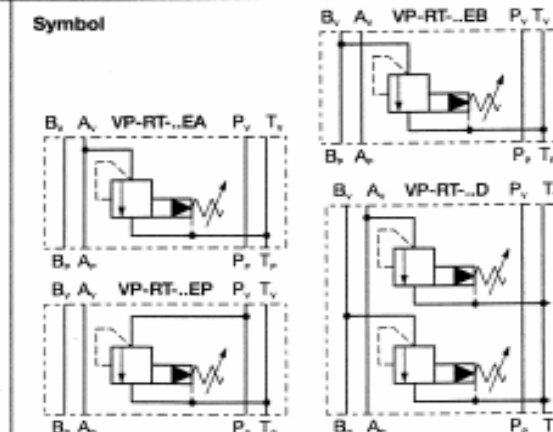 Symbol
Bv Av VP-RT-..EB Pv Tv
Bp Ap Pp Tp
Bv Av VP-RT-..EA Pv Tv
Bp Ap Pp Tp
Bv Av VP-RT-..D Pv T
Bv Av VP-RT-..EP Pv Tv
Bp Ap Pp Tp
Bp Ap Pp T